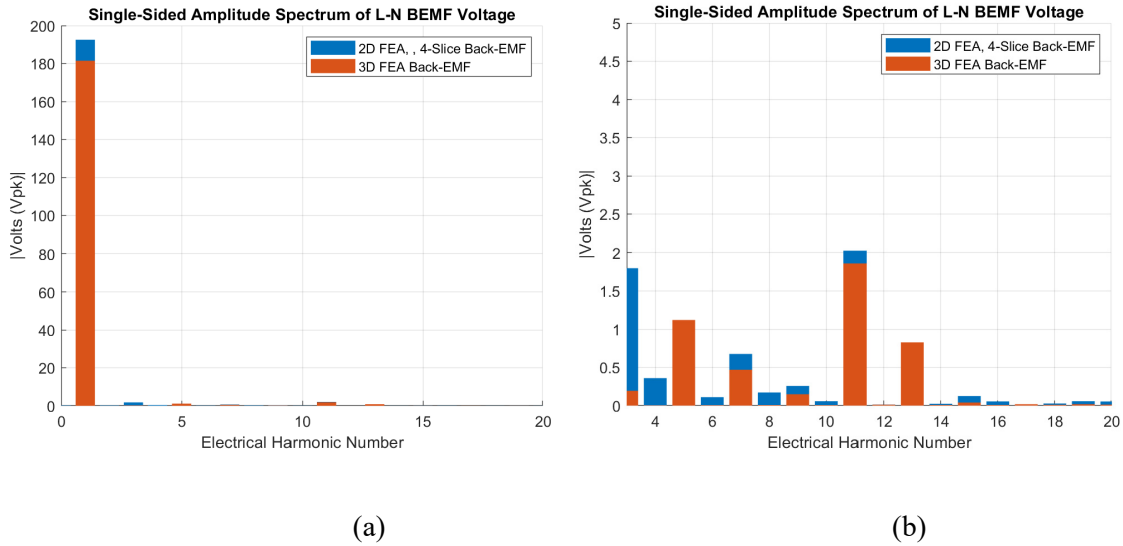 Single-Sided Amplitude Spectrum of L-N BEMF Voltage
200
180
160
140
120
100
80
60
40
20
0
|Volts (Vpk)|
2D FEA, , 4-Slice Back-EMF
3D FEA Back-EMF
0 5 10 15 20
Electrical Harmonic Number
(a)
Single-Sided Amplitude Spectrum of L-N BEMF Voltage
5
4.5
4
3.5
3
2.5
2
1.5
1
0.5
0
|Volts (Vpk)|
2D FEA, 4-Slice Back-EMF
3D FEA Back-EMF
4 6 8 10 12 14 16 18 20
Electrical Harmonic Number
(b)